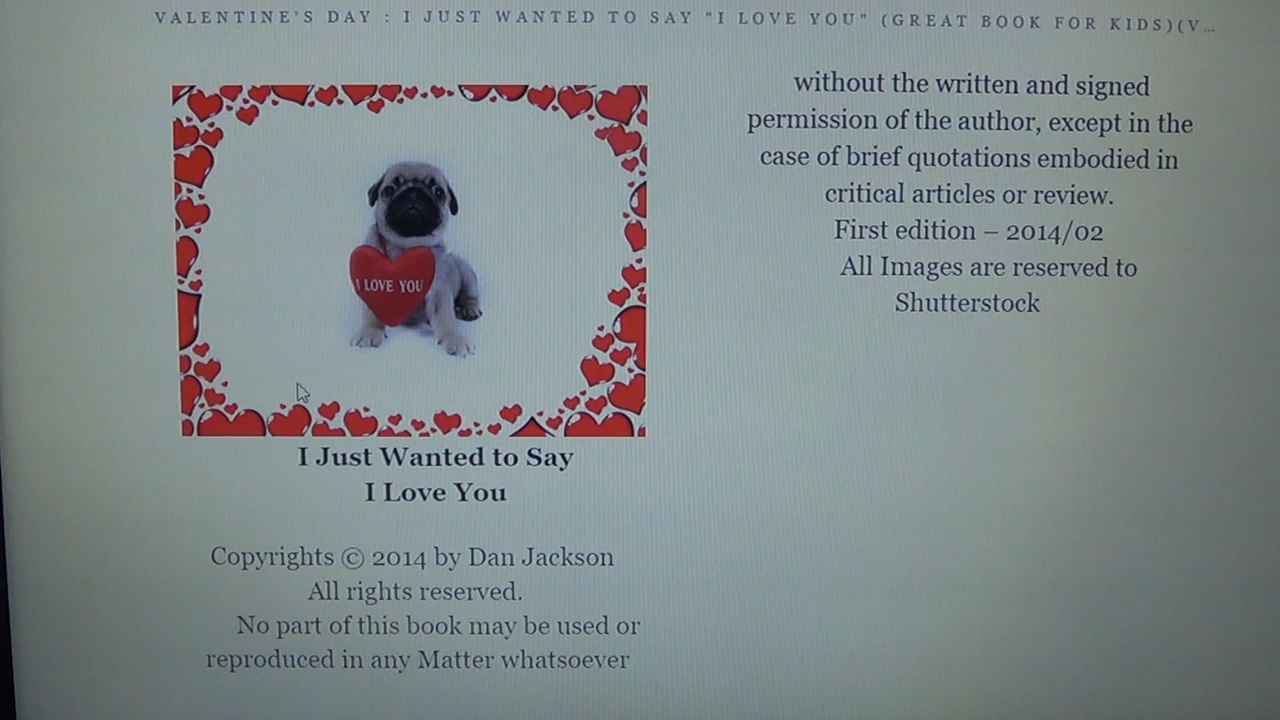 VALENTINE'S DAY : I JUST WANTED TO SAY "I LOVE YOU" (GREAT BOOK FOR KIDS)(V...
I LOVE YOU
I Just Wanted to Say
I Love You
Copyrights © 2014 by Dan Jackson
All rights reserved.
No part of this book may be used or
reproduced in any Matter whatsoever
without the written and signed
permission of the author, except in the
case of brief quotations embodied in
critical articles or review.
First edition – 2014/02
All Images are reserved to
Shutterstock